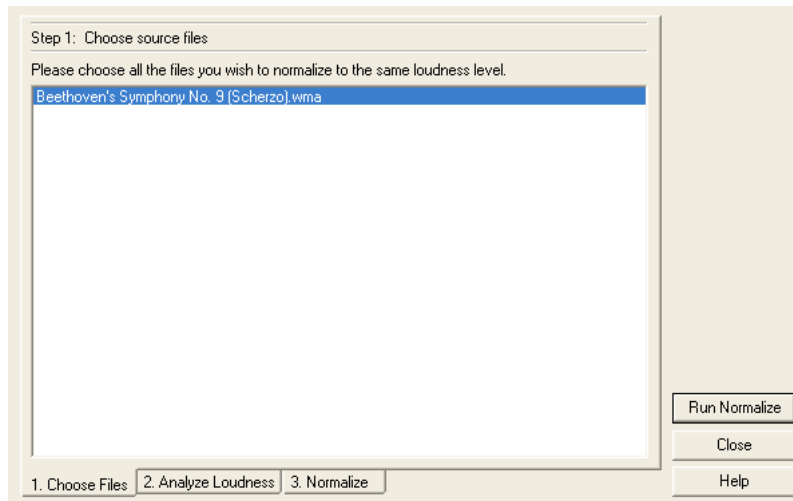 Step 1: Choose source files
Please choose all the files you wish to normalize to the same loudness level.
Beethoven's Symphony No. 9 (Scherzo).wma
Run Normalize
Close
Help
1. Choose Files
2. Analyze Loudness
3. Normalize